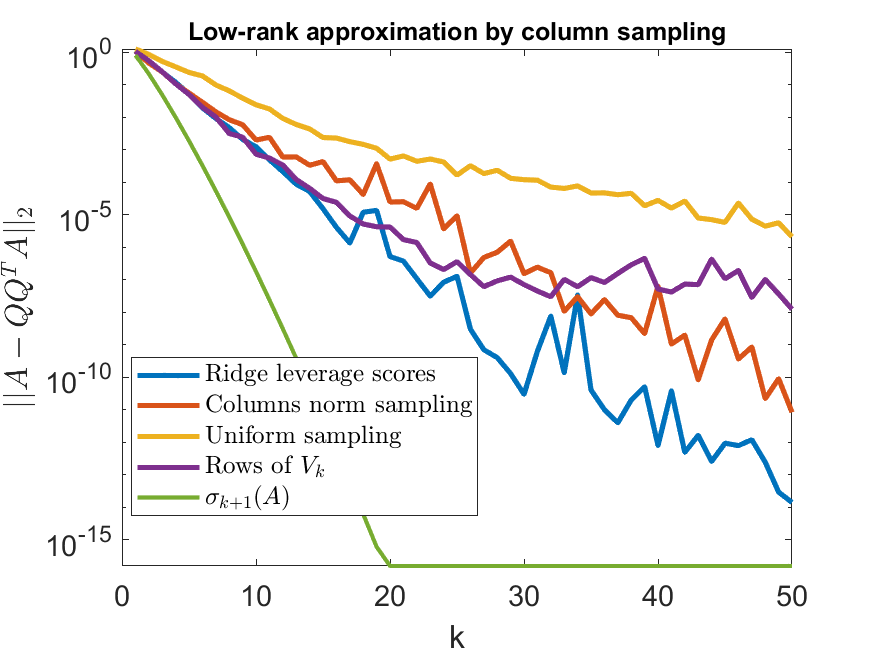 Low-rank approximation by column sampling
10^0
10^-5
10^-10
10^-15
||A − QQ^T A||_2
Ridge leverage scores
Columns norm sampling
Uniform sampling
Rows of V_k
σ_{k+1}(A)
0 10 20 30 40 50
k